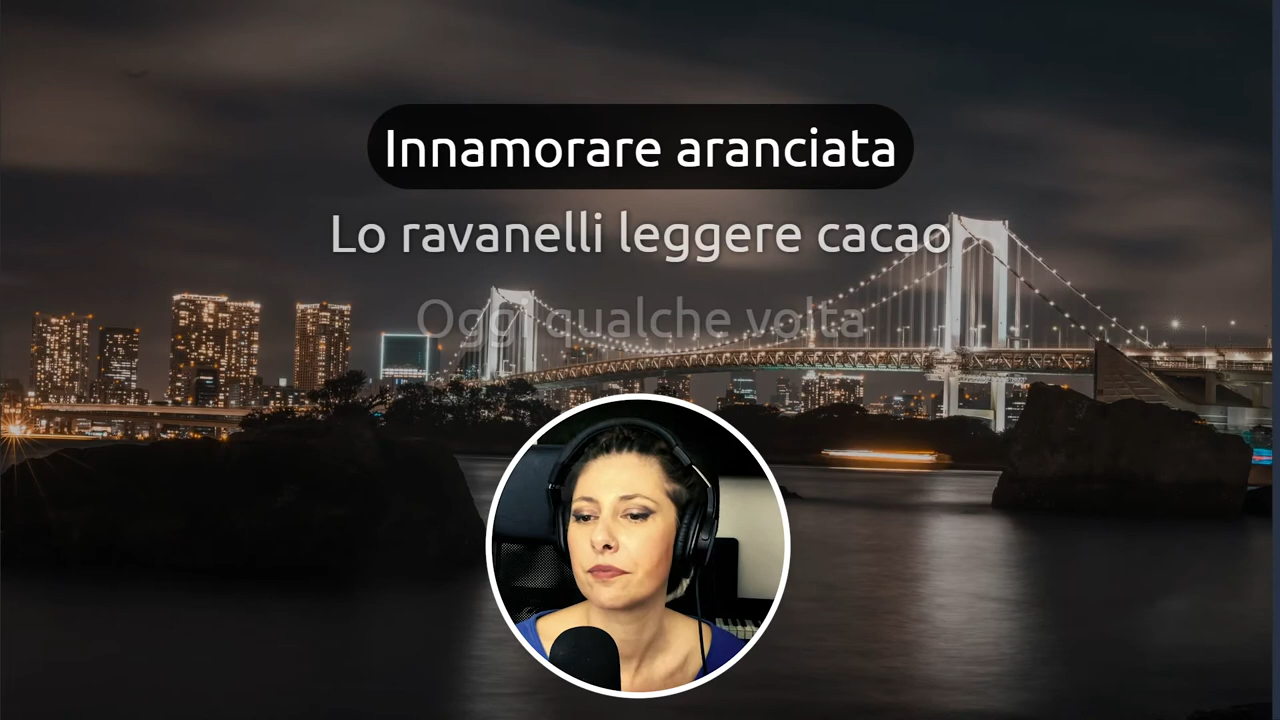 Innamorare aranciata
Lo ravanelli leggere cacao
Oggi qualche volta